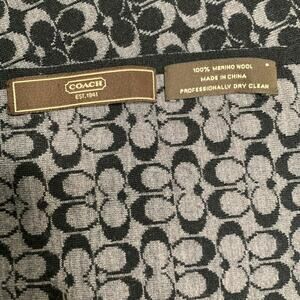 COACH
EST. 1941
100% MERINO WOOL
MADE IN CHINA
PROFESSIONALLY DRY CLEAN